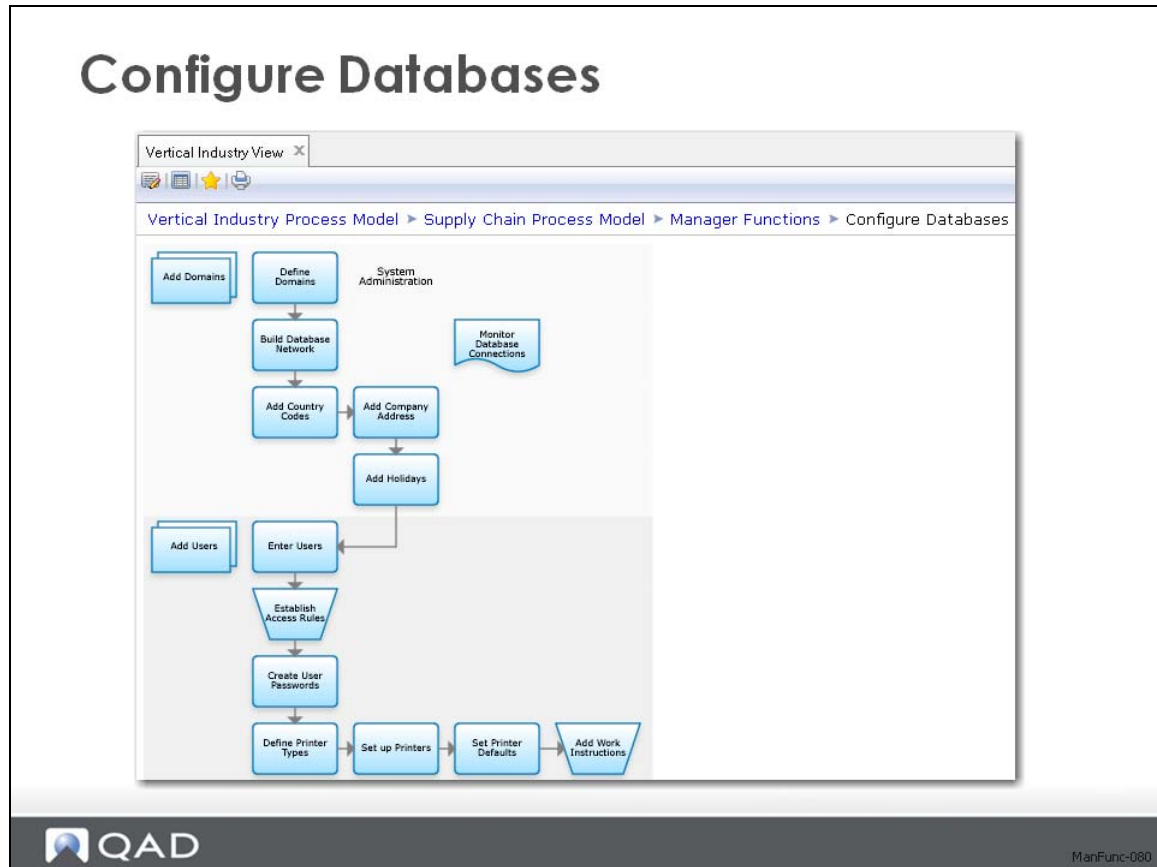 Configure Databases
Vertical Industry View
Vertical Industry Process Model ► Supply Chain Process Model ► Manager Functions ► Configure Databases
Add Domains
Define
Domains
System
Administration
Build Database
Network
Monitor
Database
Connections
Add Country
Codes
Add Company
Address
Add Holidays
Add Users
Enter Users
Establish
Access Rules
Create User
Passwords
Define Printer
Types
Set up Printers
Set Printer
Defaults
Add Work
Instructions
QAD
ManFunc-080